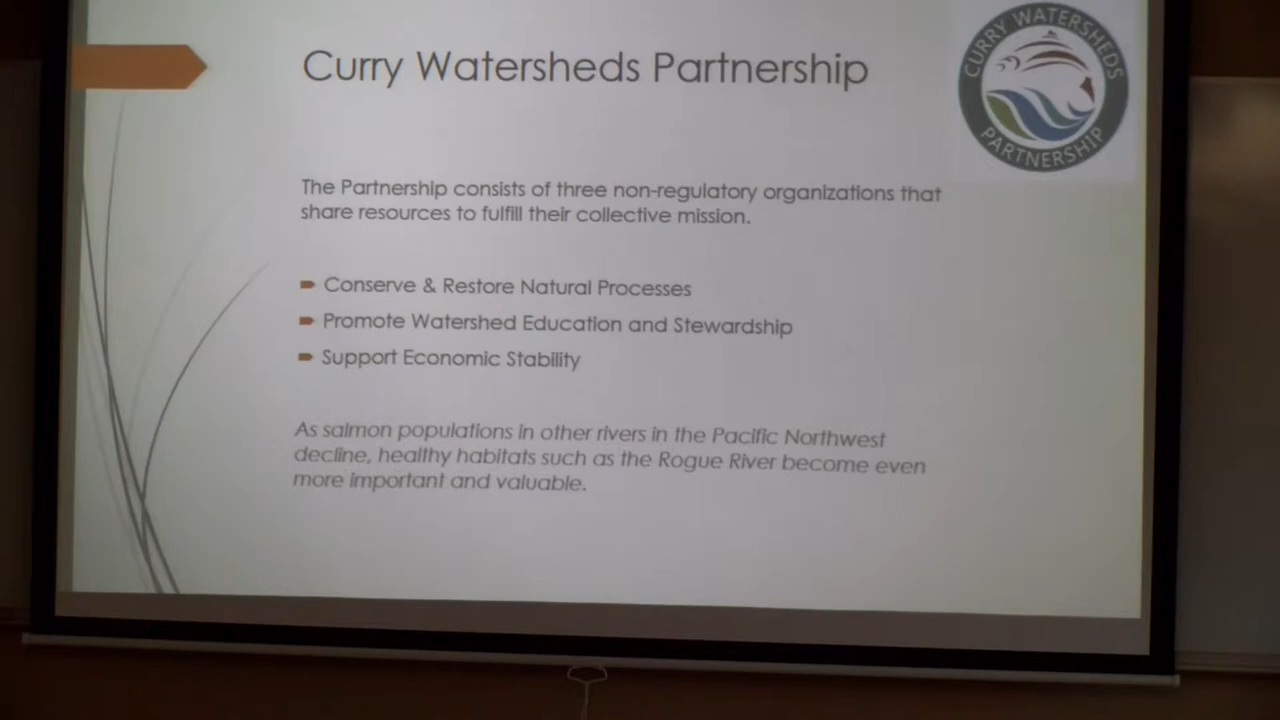 Curry Watersheds Partnership
CURRY WATERSHEDS
PARTNERSHIP
The Partnership consists of three non-regulatory organizations that
share resources to fulfill their collective mission.
Conserve & Restore Natural Processes
Promote Watershed Education and Stewardship
Support Economic Stability
As salmon populations in other rivers in the Pacific Northwest
decline, healthy habitats such as the Rogue River become even
more important and valuable.